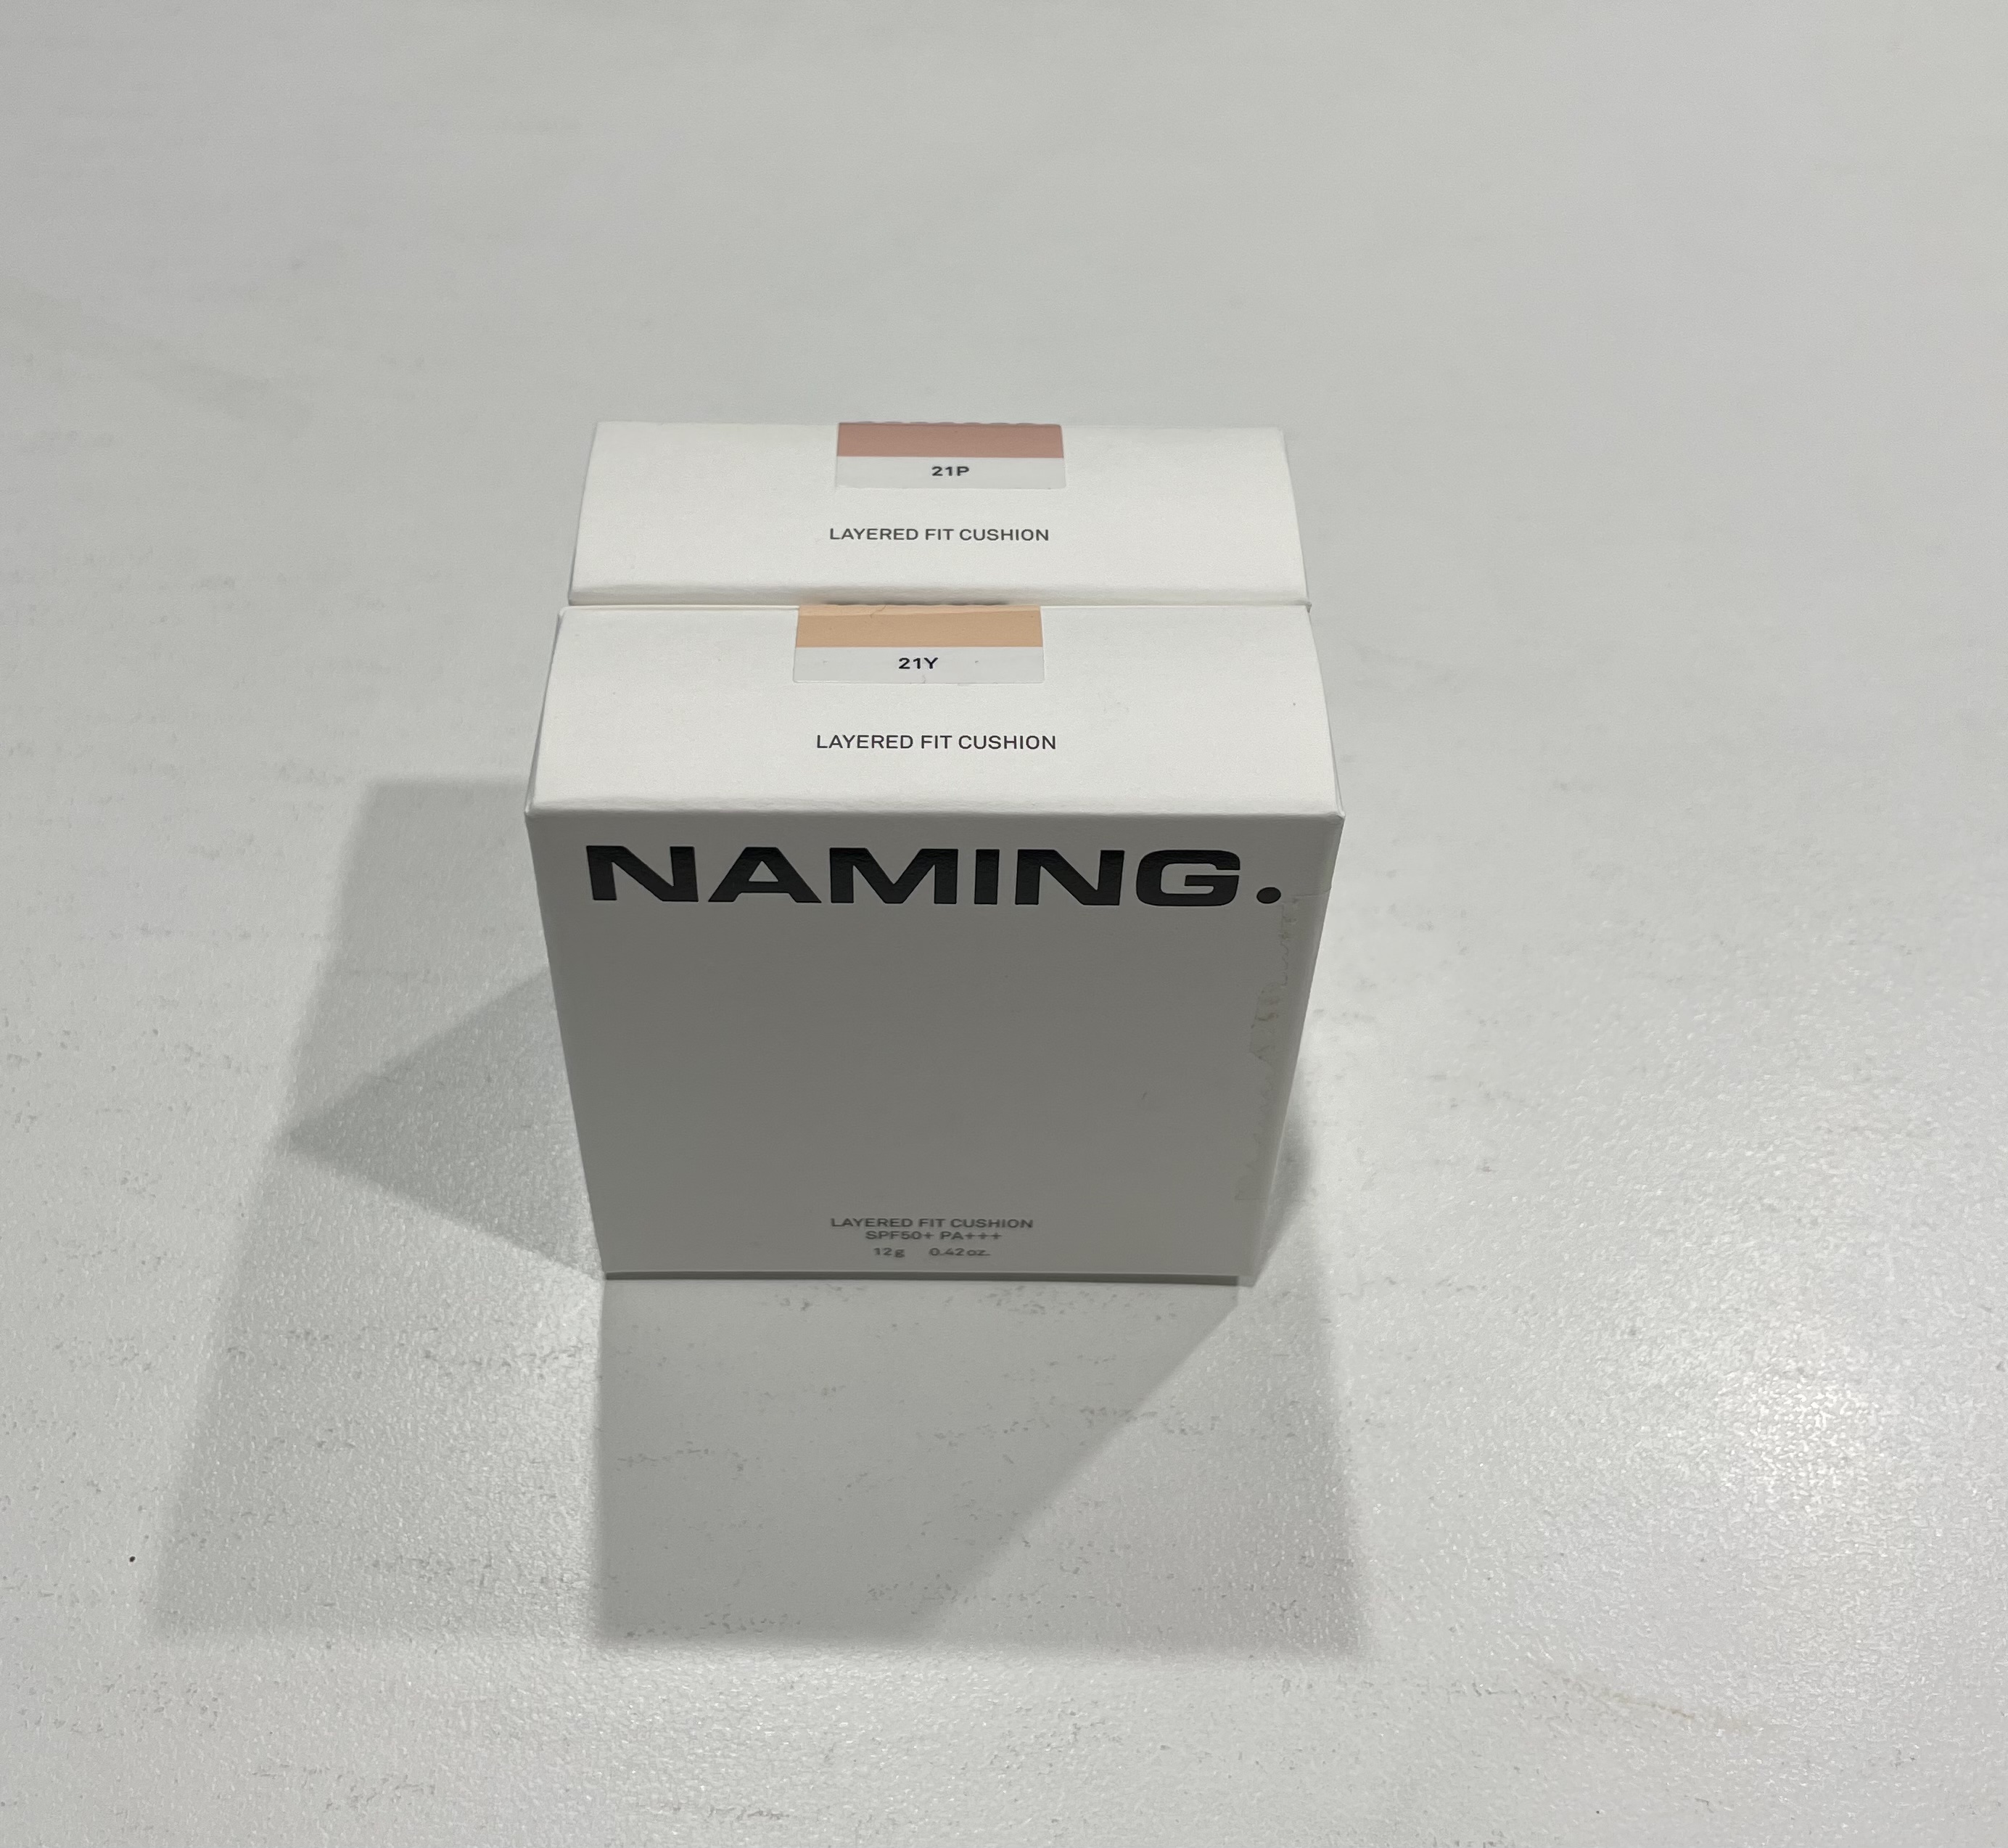 21P
LAYERED FIT CUSHION
21Y
LAYERED FIT CUSHION
NAMING.
LAYERED FIT CUSHION
SPF50+ PA+++
12g 0.42oz.